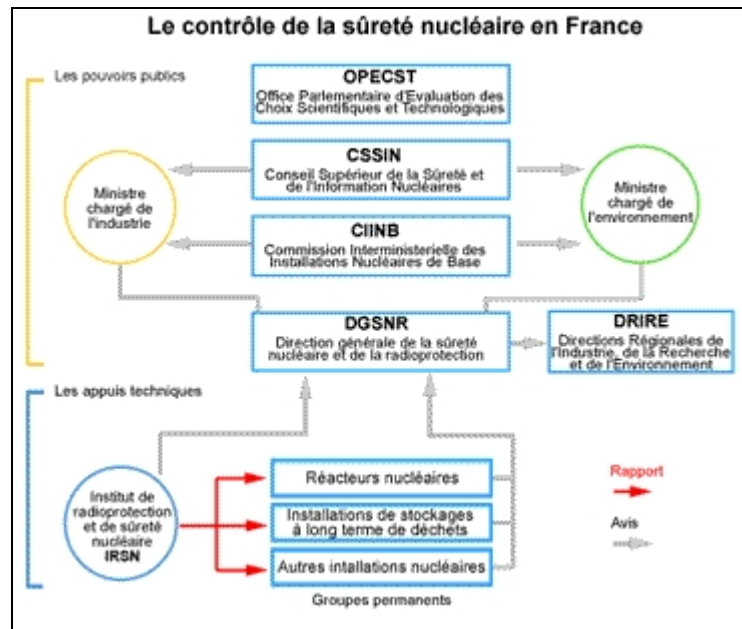 Le contrôle de la sûreté nucléaire en France
Les pouvoirs publics
OPECST
Office Parlementaire d'Evaluation des
Choix Scientifiques et Technologiques
CSSIN
Conseil Supérieur de la Sûreté et
de l'Information Nucléaires
Ministre
chargé de
l'industrie
Ministre
chargé de
l'environnement
CIINB
Commission Interministerielle des
Installations Nucléaires de Base
DGSNR
Direction générale de la sûreté
nucléaire et de la radioprotection
DRIRE
Directions Régionales de
l'Industrie, de la Recherche
et de l'Environnement
Les appuis techniques
Institut de
radioprotection
et de sûreté
nucléaire
IRSN
Réacteurs nucléaires
Installations de stockages
à long terme de déchets
Autres intallations nucléaires
Groupes permanents
Rapport
Avis